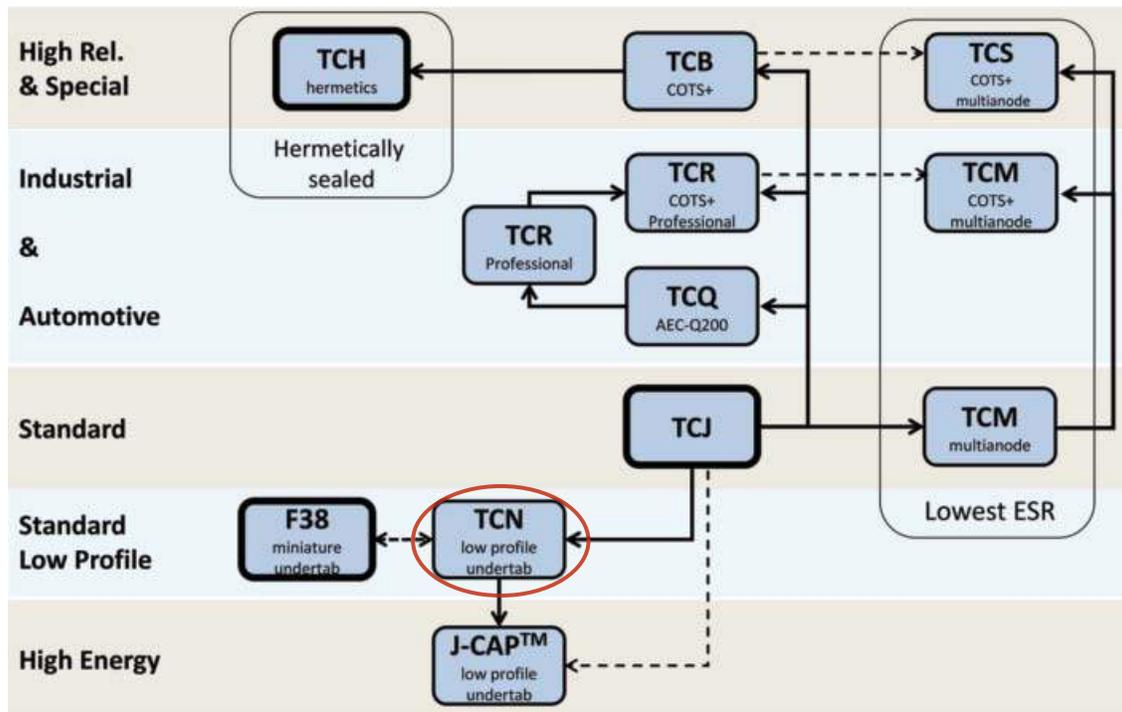 High Rel.
& Special
TCH
hermetics
TCB
COTS+
TCS
COTS+
multianode
Hermetically
sealed
Industrial
&
Automotive
TCR
COTS+
Professional
TCM
COTS+
multianode
TCR
Professional
TCQ
AEC-Q200
Standard
TCJ
TCM
multianode
Lowest ESR
Standard
Low Profile
F38
miniature
undertab
TCN
low profile
undertab
High Energy
J-CAP™
low profile
undertab